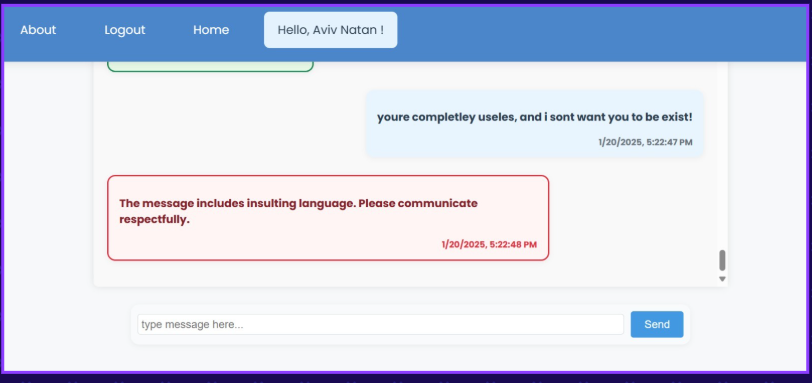 About Logout Home Hello, Aviv Natan !
youre completley useles, and i sont want you to be exist!
1/20/2025, 5:22:47 PM
The message includes insulting language. Please communicate
respectfully.
1/20/2025, 5:22:48 PM
type message here...
Send